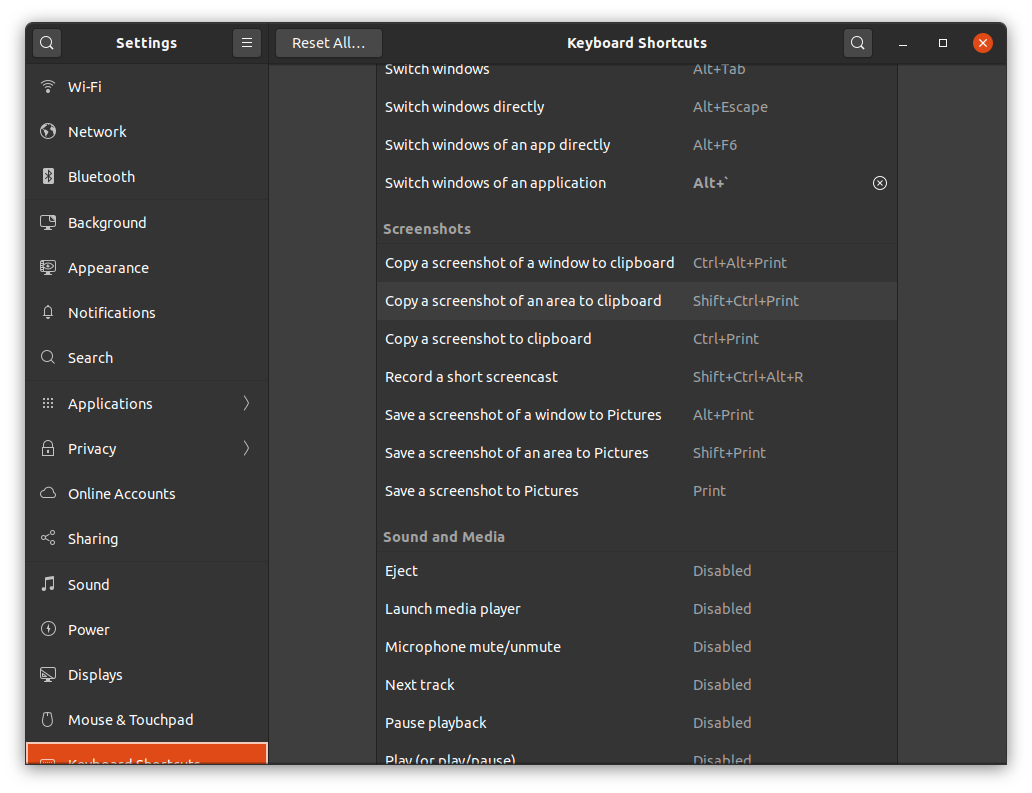 Settings
Reset All...
Keyboard Shortcuts
Wi-Fi
Network
Bluetooth
Background
Appearance
Notifications
Search
Applications
Privacy
Online Accounts
Sharing
Sound
Power
Displays
Mouse & Touchpad
Keyboard Shortcuts
Switch windows Alt+Tab
Switch windows directly Alt+Escape
Switch windows of an app directly Alt+F6
Switch windows of an application Alt+`
Screenshots
Copy a screenshot of a window to clipboard Ctrl+Alt+Print
Copy a screenshot of an area to clipboard Shift+Ctrl+Print
Copy a screenshot to clipboard Ctrl+Print
Record a short screencast Shift+Ctrl+Alt+R
Save a screenshot of a window to Pictures Alt+Print
Save a screenshot of an area to Pictures Shift+Print
Save a screenshot to Pictures Print
Sound and Media
Eject Disabled
Launch media player Disabled
Microphone mute/unmute Disabled
Next track Disabled
Pause playback Disabled
Play (or play/pause) Disabled